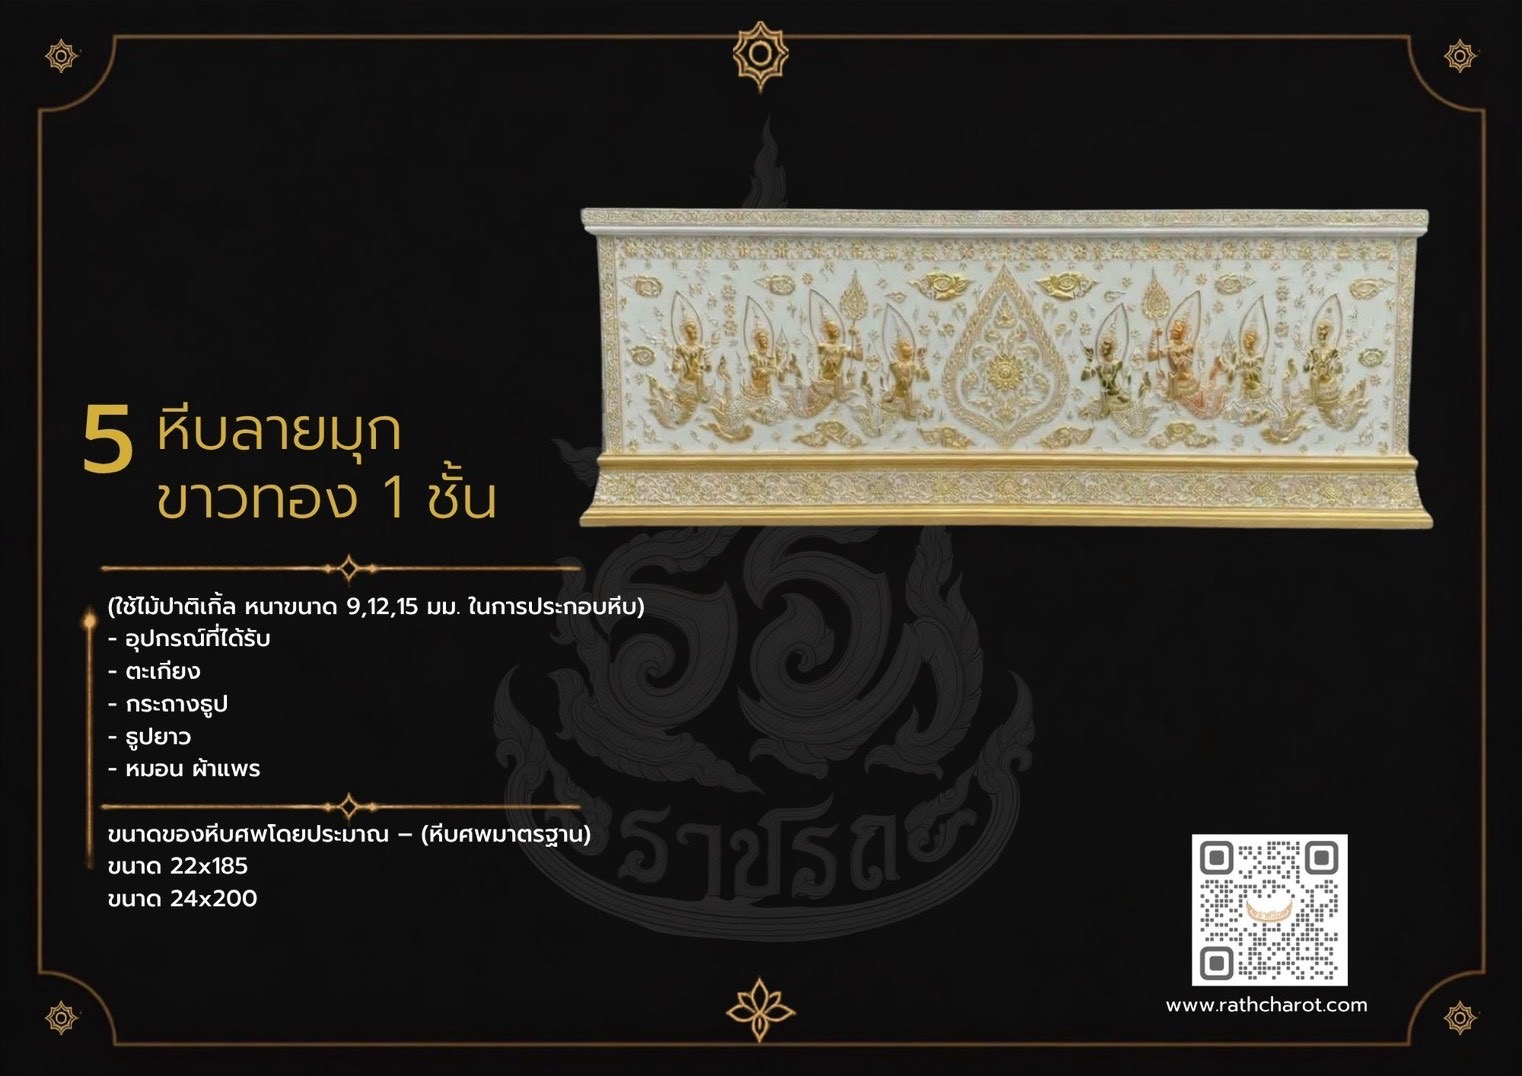 5 หีบลายมุก
ขาวทอง 1 ชั้น
(ใช้ไม้ปาติเกิ้ล หนาขนาด 9,12,15 มม. ในการประกอบหีบ)
- อุปกรณ์ที่ได้รับ
- ตะเกียง
- กระถางธูป
- ธูปยาว
- หมอน ผ้าแพร
ขนาดของหีบศพโดยประมาณ – (หีบศพมาตรฐาน)
ขนาด 22x185
ขนาด 24x200
ราชรถ
www.rathcharot.com